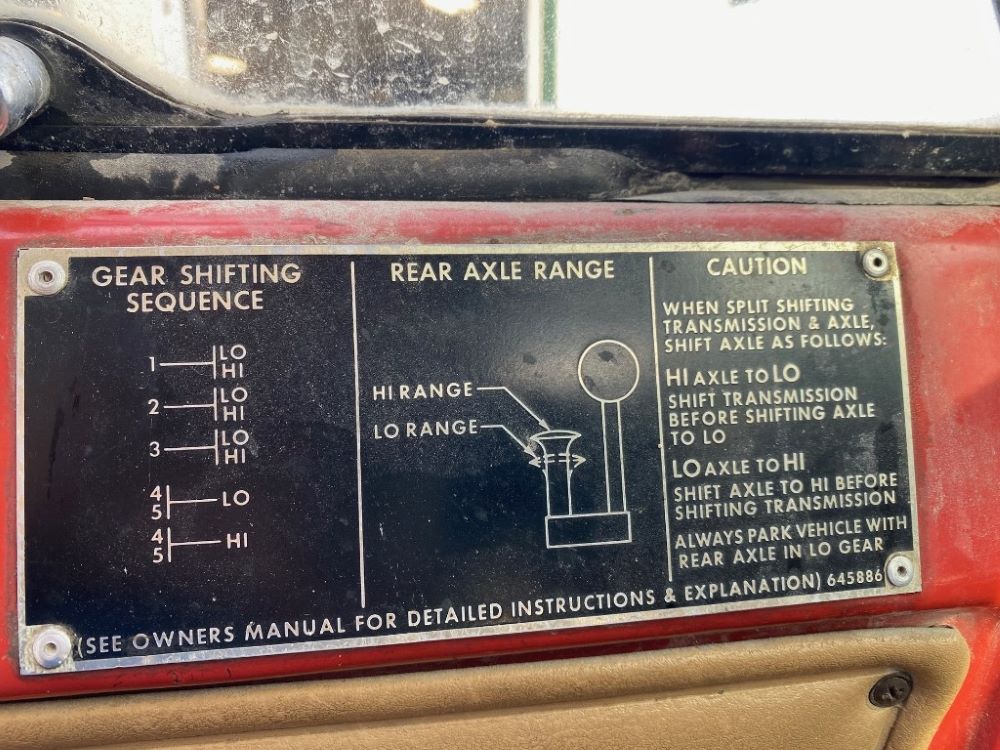 GEAR SHIFTING
SEQUENCE
1 LO
HI
2 LO
HI
3 LO
HI
4
5 LO
4
5 HI
REAR AXLE RANGE
HI RANGE
LO RANGE
CAUTION
WHEN SPLIT SHIFTING
TRANSMISSION & AXLE,
SHIFT AXLE AS FOLLOWS:
HI AXLE TO LO
SHIFT TRANSMISSION
BEFORE SHIFTING AXLE
TO LO
LO AXLE TO HI
SHIFT AXLE TO HI BEFORE
SHIFTING TRANSMISSION
ALWAYS PARK VEHICLE WITH
REAR AXLE IN LO GEAR
(SEE OWNERS MANUAL FOR DETAILED INSTRUCTIONS & EXPLANATION) 645886